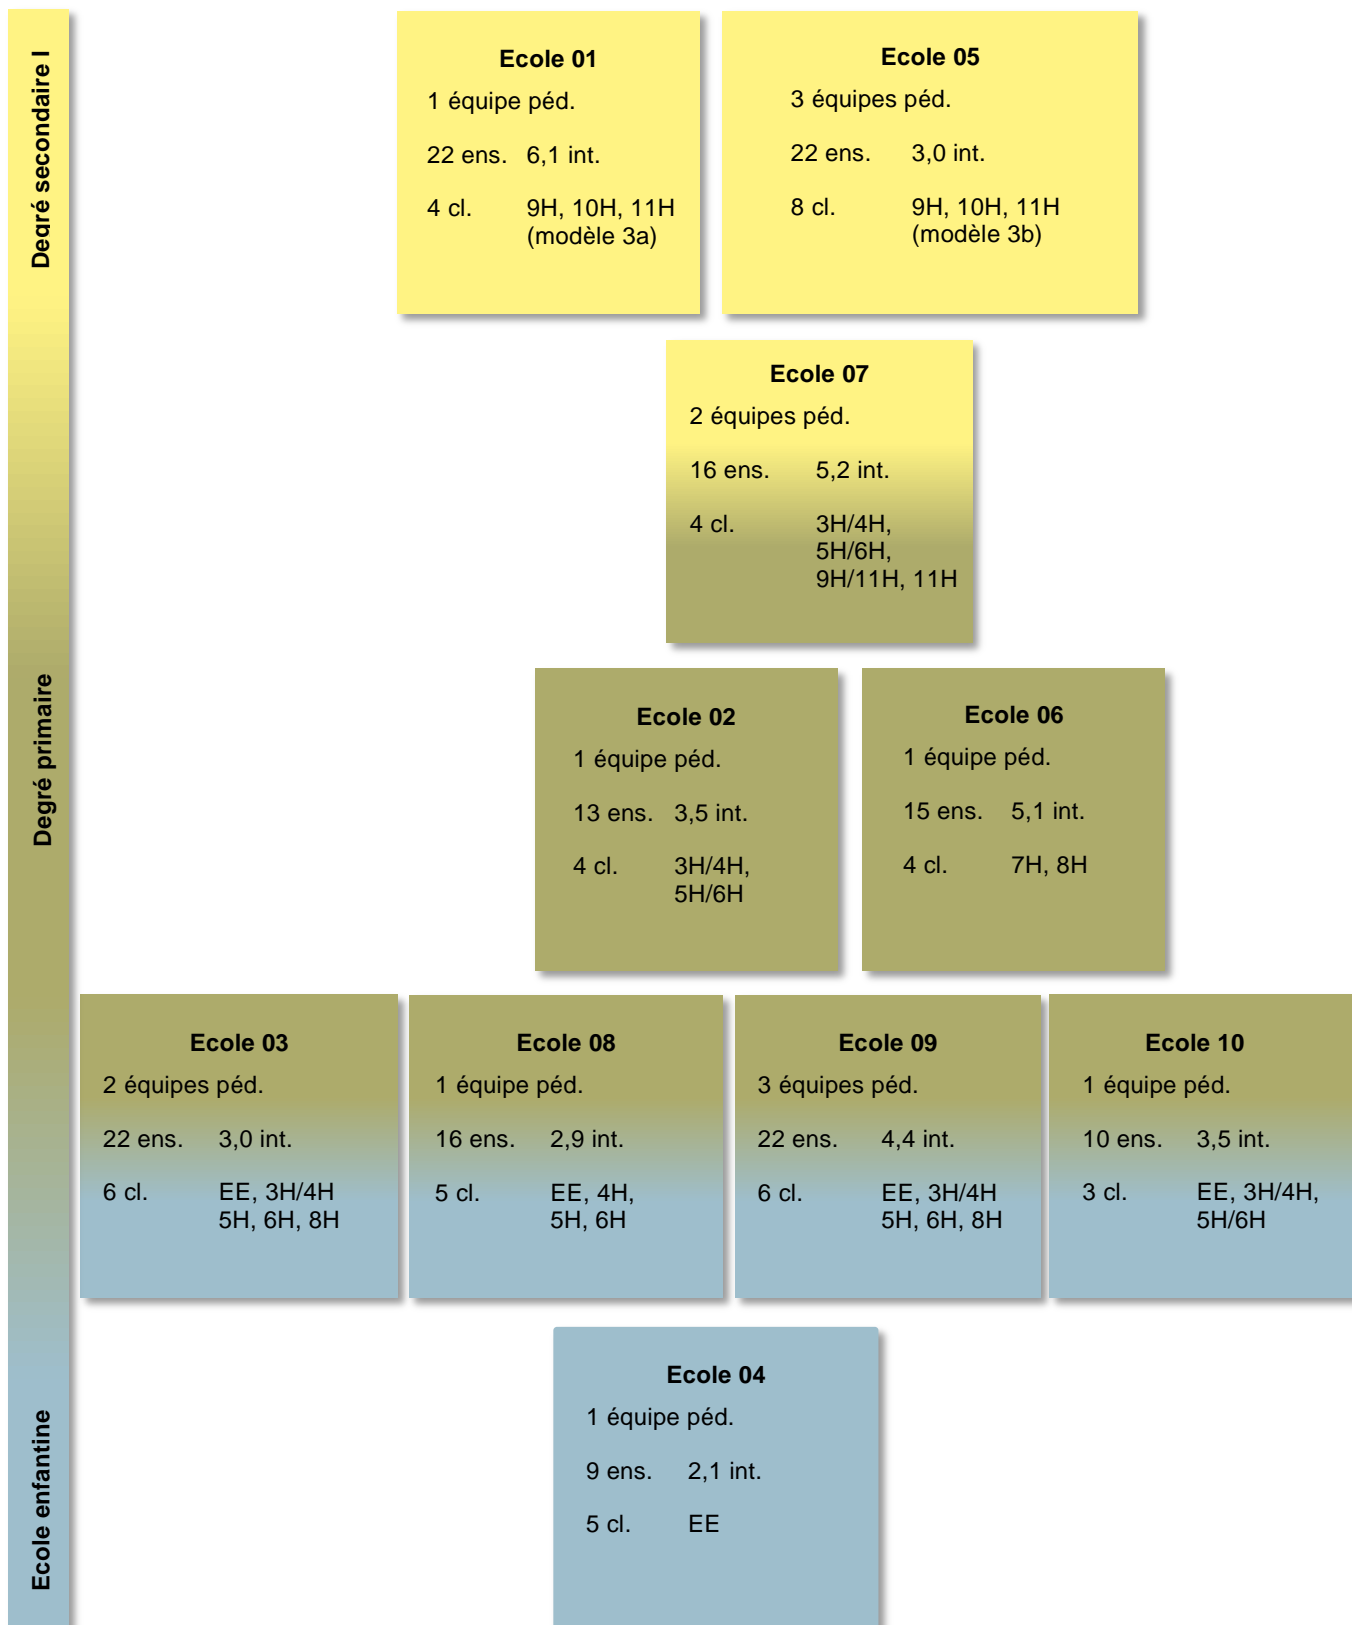 Degré secondaire I
Ecole 01
1 équipe péd.
22 ens. 6,1 int.
4 cl. 9H, 10H, 11H
(modèle 3a)
Ecole 05
3 équipes péd.
22 ens. 3,0 int.
8 cl. 9H, 10H, 11H
(modèle 3b)
Ecole 07
2 équipes péd.
16 ens. 5,2 int.
4 cl. 3H/4H,
5H/6H,
9H/11H, 11H
Degré primaire
Ecole 02
1 équipe péd.
13 ens. 3,5 int.
4 cl. 3H/4H,
5H/6H
Ecole 06
1 équipe péd.
15 ens. 5,1 int.
4 cl. 7H, 8H
Ecole 03
2 équipes péd.
22 ens. 3,0 int.
6 cl. EE, 3H/4H
5H, 6H, 8H
Ecole 08
1 équipe péd.
16 ens. 2,9 int.
5 cl. EE, 4H,
5H, 6H
Ecole 09
3 équipes péd.
22 ens. 4,4 int.
6 cl. EE, 3H/4H
5H, 6H, 8H
Ecole 10
1 équipe péd.
10 ens. 3,5 int.
3 cl. EE, 3H/4H,
5H/6H
Ecole enfantine
Ecole 04
1 équipe péd.
9 ens. 2,1 int.
5 cl. EE